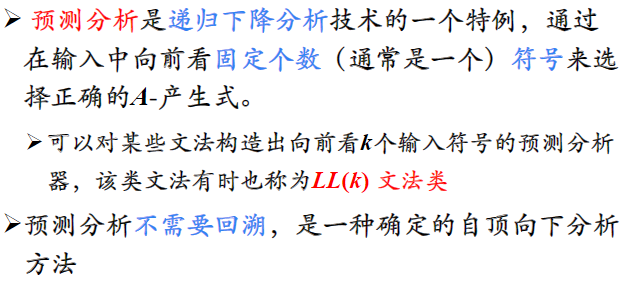 ➢ 预测分析是递归下降分析技术的一个特例，通过
在输入中向前看固定个数（通常是一个）符号来选
择正确的A-产生式。
➢可以对某些文法构造出向前看k个输入符号的预测分析
器，该类文法有时也称为LL(k) 文法类
➢预测分析不需要回溯，是一种确定的自顶向下分析
方法